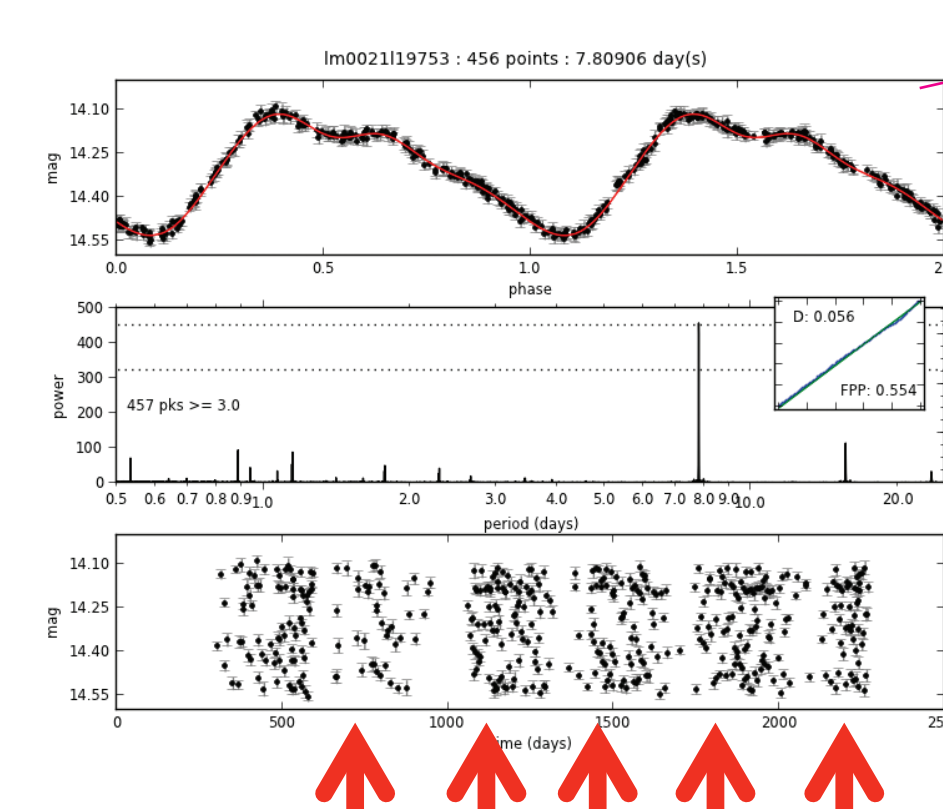 lm0021l19753 : 456 points : 7.80906 day(s)
14.10
14.25
14.40
14.55
mag
0.0 0.5 1.0 1.5 2
phase
500
400
300
200
100
0
power
457 pks >= 3.0
D: 0.056
FPP: 0.554
0.5 0.6 0.7 0.8 0.9 1.0 2.0 3.0 4.0 5.0 6.0 7.0 8.0 9.0 10.0 20.0
period (days)
14.10
14.25
14.40
14.55
mag
0 500 1000 1500 2000 25
ime (days)